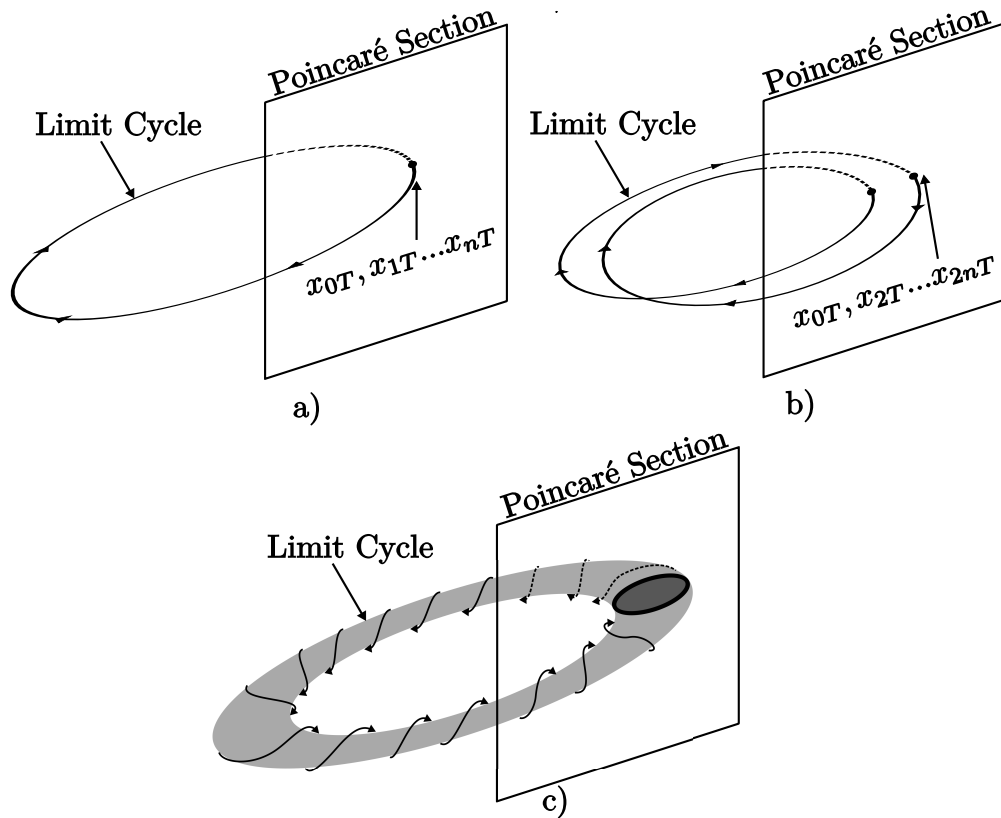 Poincaré Section
Limit Cycle
x0T, x1T...xnT
a)
Poincaré Section
Limit Cycle
x0T, x2T...x2nT
b)
Poincaré Section
Limit Cycle
c)